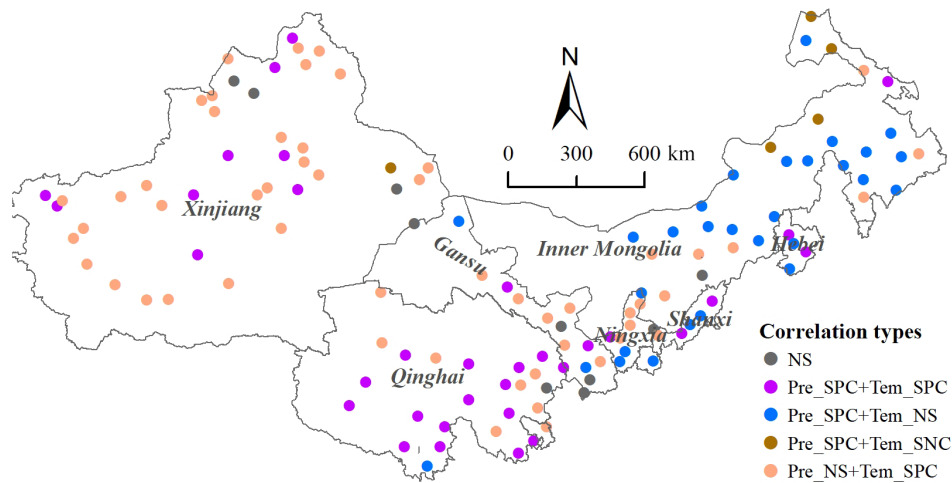 N
0 300 600 km
Xinjiang
Gansu
Inner Mongolia
Hebei
Ningxia
Shanxi
Qinghai
Correlation types
NS
Pre_SPC+Tem_SPC
Pre_SPC+Tem_NS
Pre_SPC+Tem_SNC
Pre_NS+Tem_SPC